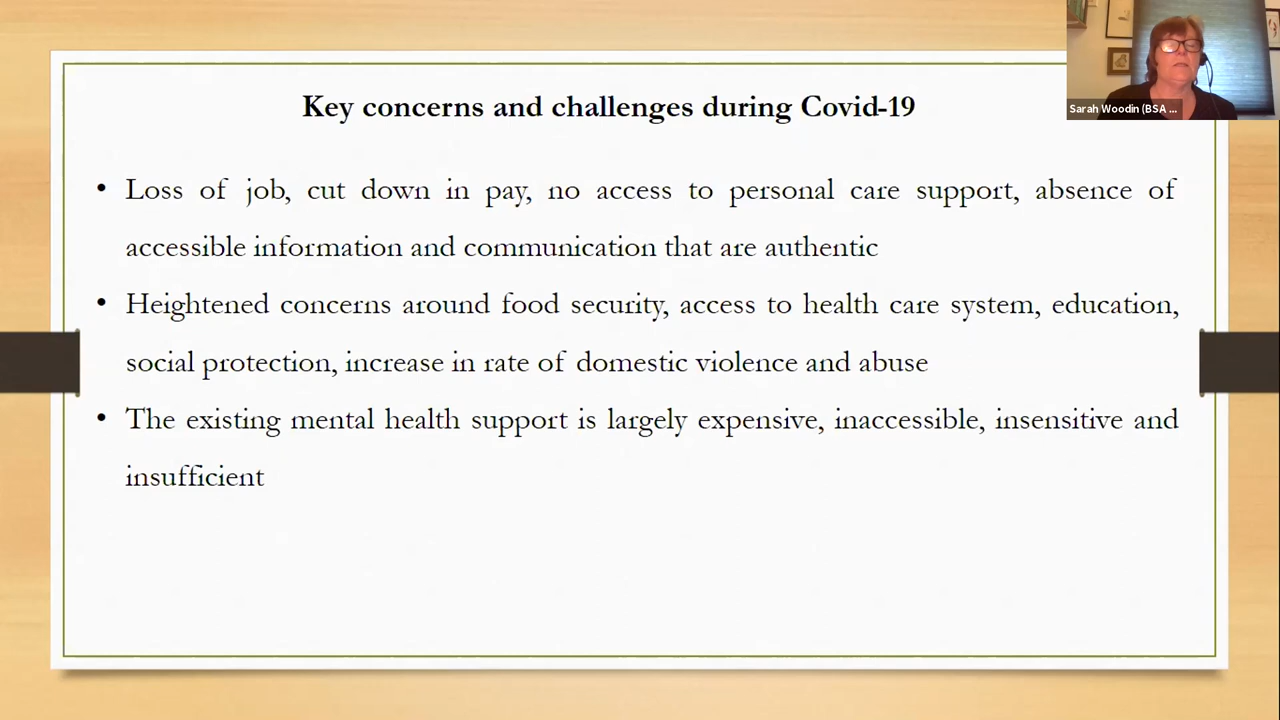 Key concerns and challenges during Covid-19
Sarah Woodin (BSA ...
• Loss of job, cut down in pay, no access to personal care support, absence of
accessible information and communication that are authentic
• Heightened concerns around food security, access to health care system, education,
social protection, increase in rate of domestic violence and abuse
• The existing mental health support is largely expensive, inaccessible, insensitive and
insufficient